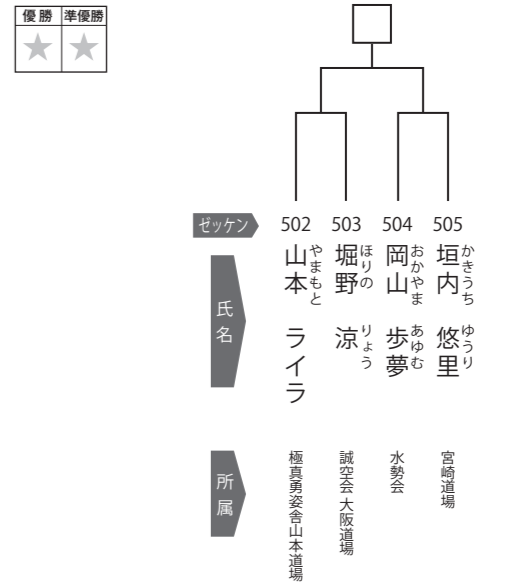 優勝 準優勝
★ ★
ゼッケン 502 503 504 505
氏名
山本 ライラ
やまもと
堀野 涼
ほりの りょう
岡山 歩夢
おかやま あゆむ
垣内 悠里
かきうち ゆうり
所属
極真勇姿舎山本道場
誠空会 大阪道場
水勢会
宮崎道場